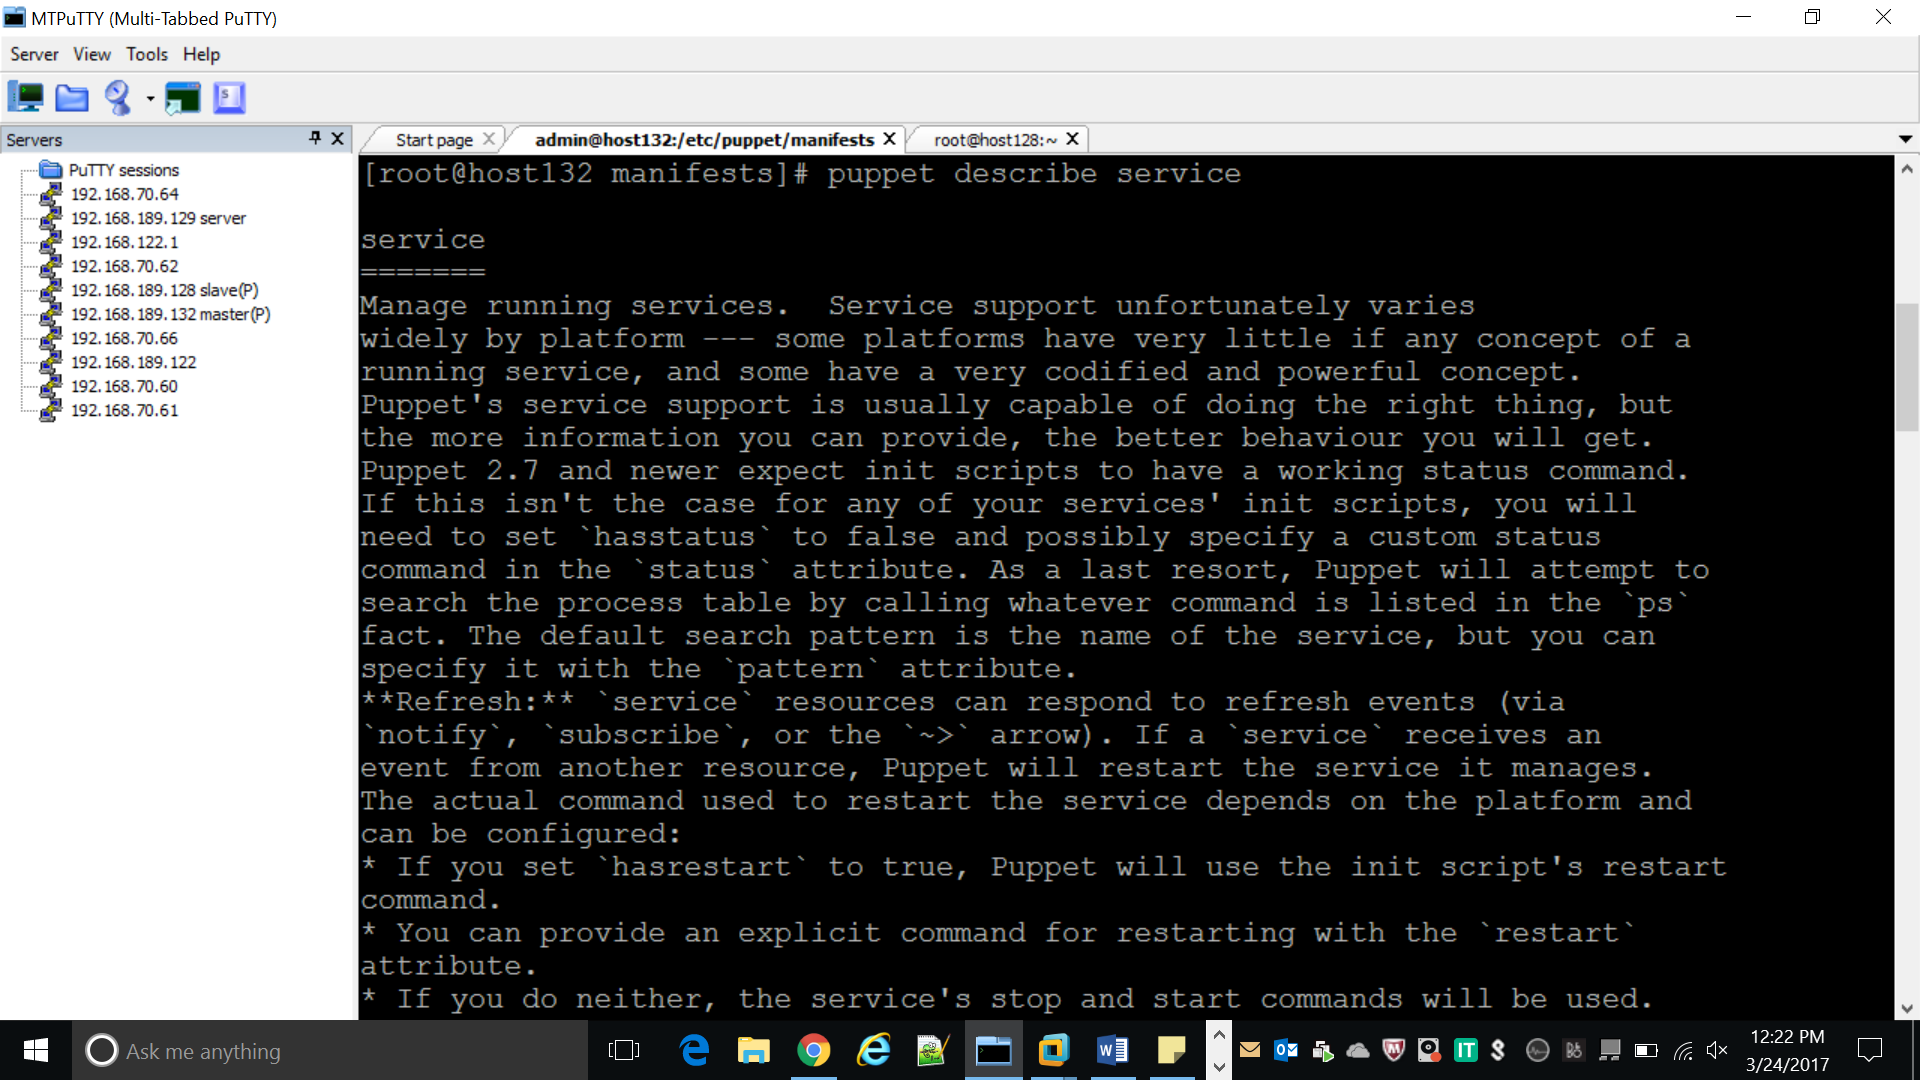 MTPuTTY (Multi-Tabbed PuTTY)
Server View Tools Help
Servers
Start page
admin@host132:/etc/puppet/manifests
root@host128:~
PuTTY sessions
192.168.70.64
192.168.189.129 server
192.168.122.1
192.168.70.62
192.168.189.128 slave(P)
192.168.189.132 master(P)
192.168.70.66
192.168.189.122
192.168.70.60
192.168.70.61
[root@host132 manifests]# puppet describe service
service
=======
Manage running services.  Service support unfortunately varies
widely by platform --- some platforms have very little if any concept of a
running service, and some have a very codified and powerful concept.
Puppet's service support is usually capable of doing the right thing, but
the more information you can provide, the better behaviour you will get.
Puppet 2.7 and newer expect init scripts to have a working status command.
If this isn't the case for any of your services' init scripts, you will
need to set `hasstatus` to false and possibly specify a custom status
command in the `status` attribute. As a last resort, Puppet will attempt to
search the process table by calling whatever command is listed in the `ps`
fact. The default search pattern is the name of the service, but you can
specify it with the `pattern` attribute.
**Refresh:** `service` resources can respond to refresh events (via
`notify`, `subscribe`, or the `~>` arrow). If a `service` receives an
event from another resource, Puppet will restart the service it manages.
The actual command used to restart the service depends on the platform and
can be configured:
* If you set `hasrestart` to true, Puppet will use the init script's restart
command.
* You can provide an explicit command for restarting with the `restart`
attribute.
* If you do neither, the service's stop and start commands will be used.
Ask me anything
12:22 PM
3/24/2017